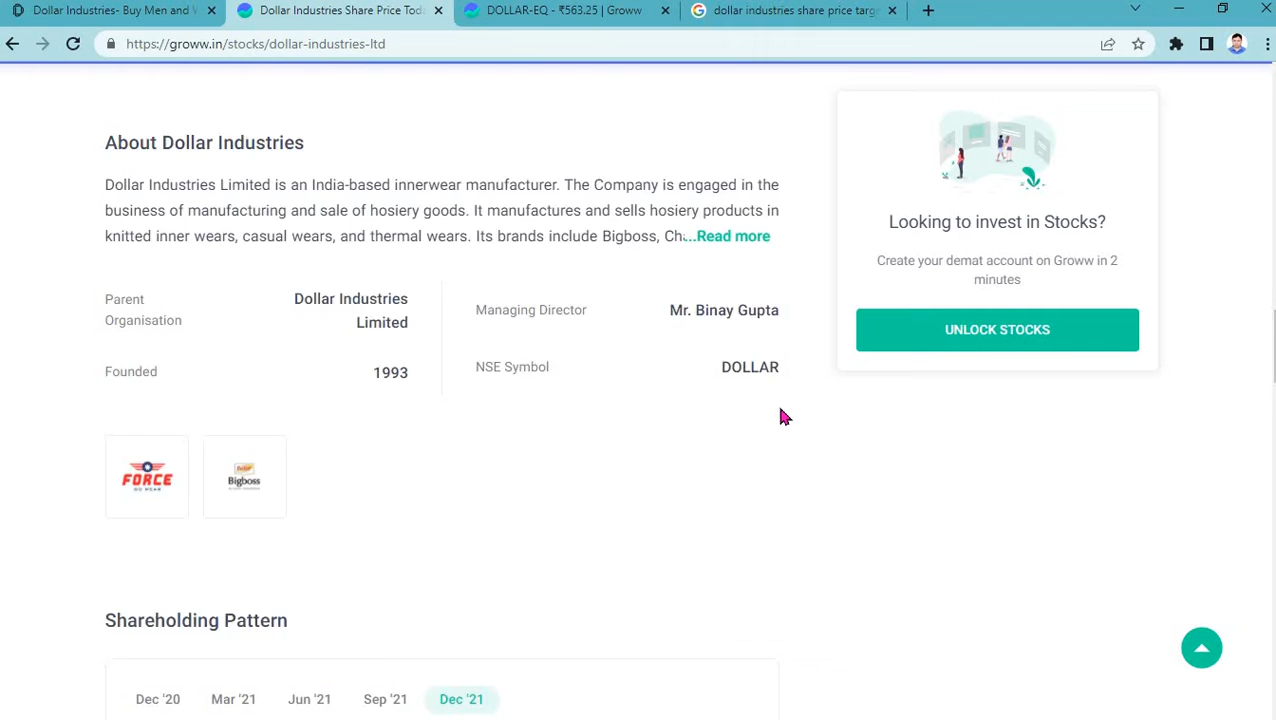 Dollar Industries- Buy Men and W
Dollar Industries Share Price Toda
DOLLAR-EQ - ₹563.25 | Groww
dollar industries share price targ
https://groww.in/stocks/dollar-industries-ltd
About Dollar Industries
Dollar Industries Limited is an India-based innerwear manufacturer. The Company is engaged in the
business of manufacturing and sale of hosiery goods. It manufactures and sells hosiery products in
knitted inner wears, casual wears, and thermal wears. Its brands include Bigboss, Ch...Read more
Parent
Organisation
Dollar Industries
Limited
Founded
1993
Managing Director
Mr. Binay Gupta
NSE Symbol
DOLLAR
FORCE
GO WEAR
Bigboss
Looking to invest in Stocks?
Create your demat account on Groww in 2
minutes
UNLOCK STOCKS
Shareholding Pattern
Dec '20
Mar '21
Jun '21
Sep '21
Dec '21